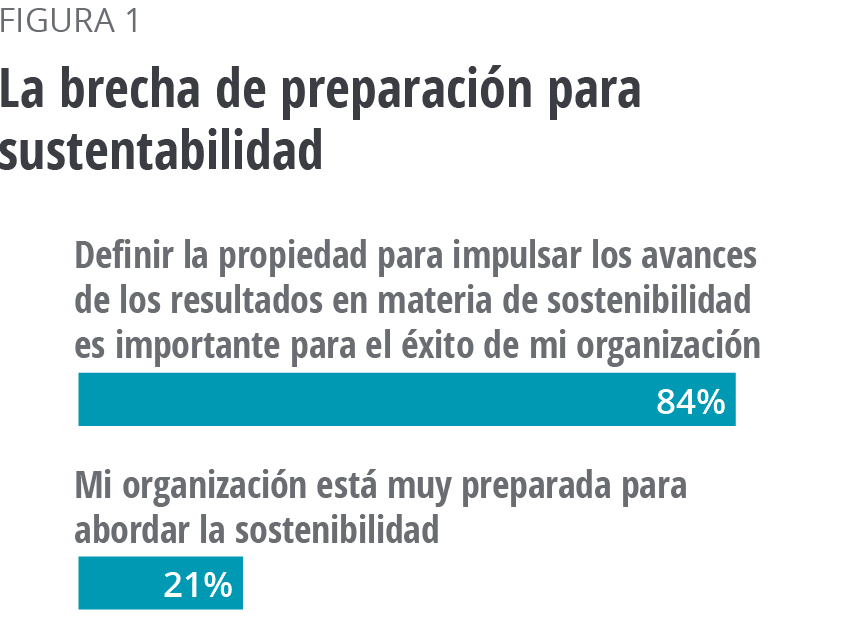 FIGURA 1
La brecha de preparación para
sustentabilidad
Definir la propiedad para impulsar los avances
de los resultados en materia de sostenibilidad
es importante para el éxito de mi organización
84%
Mi organización está muy preparada para
abordar la sostenibilidad
21%